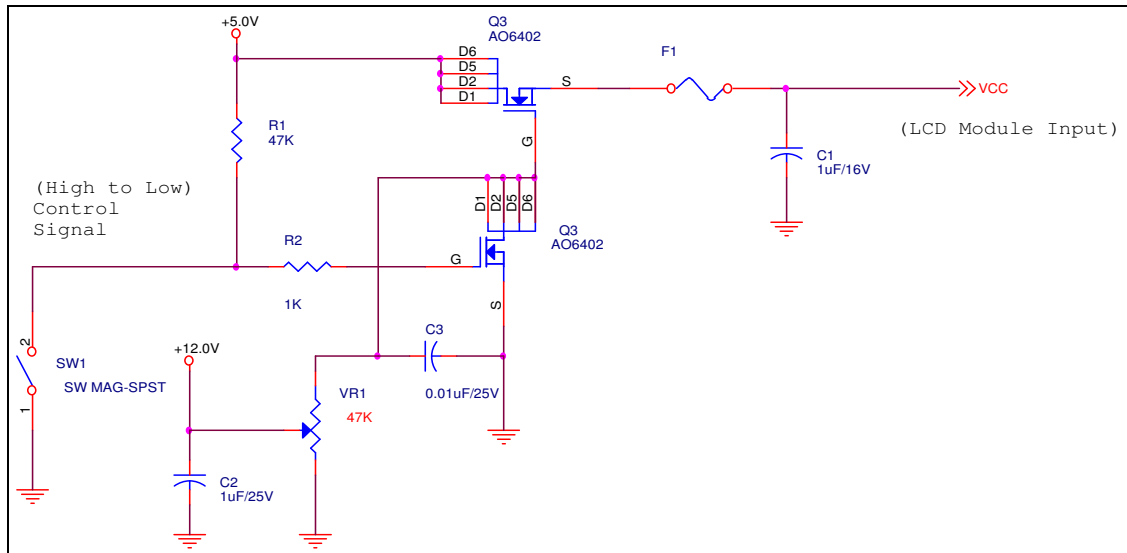 +5.0V
Q3
AO6402
D6
D5
D2
D1
S
G
F1
VCC
(LCD Module Input)
R1
47K
C1
1uF/16V
(High to Low)
Control
Signal
D1
D2
D5
D6
Q3
AO6402
R2
1K
G
S
2
SW1
SW MAG-SPST
1
+12.0V
C3
0.01uF/25V
VR1
47K
C2
1uF/25V